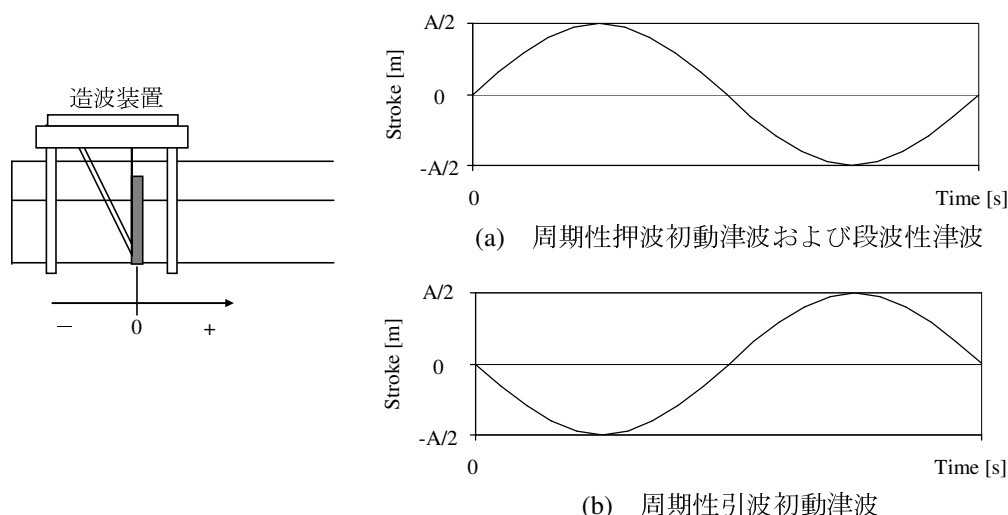 造波装置
－ 0 +
A/2
Stroke [m]
0
-A/2
0 Time [s]
(a) 周期性押波初動津波および段波性津波
A/2
Stroke [m]
0
-A/2
0 Time [s]
(b) 周期性引波初動津波